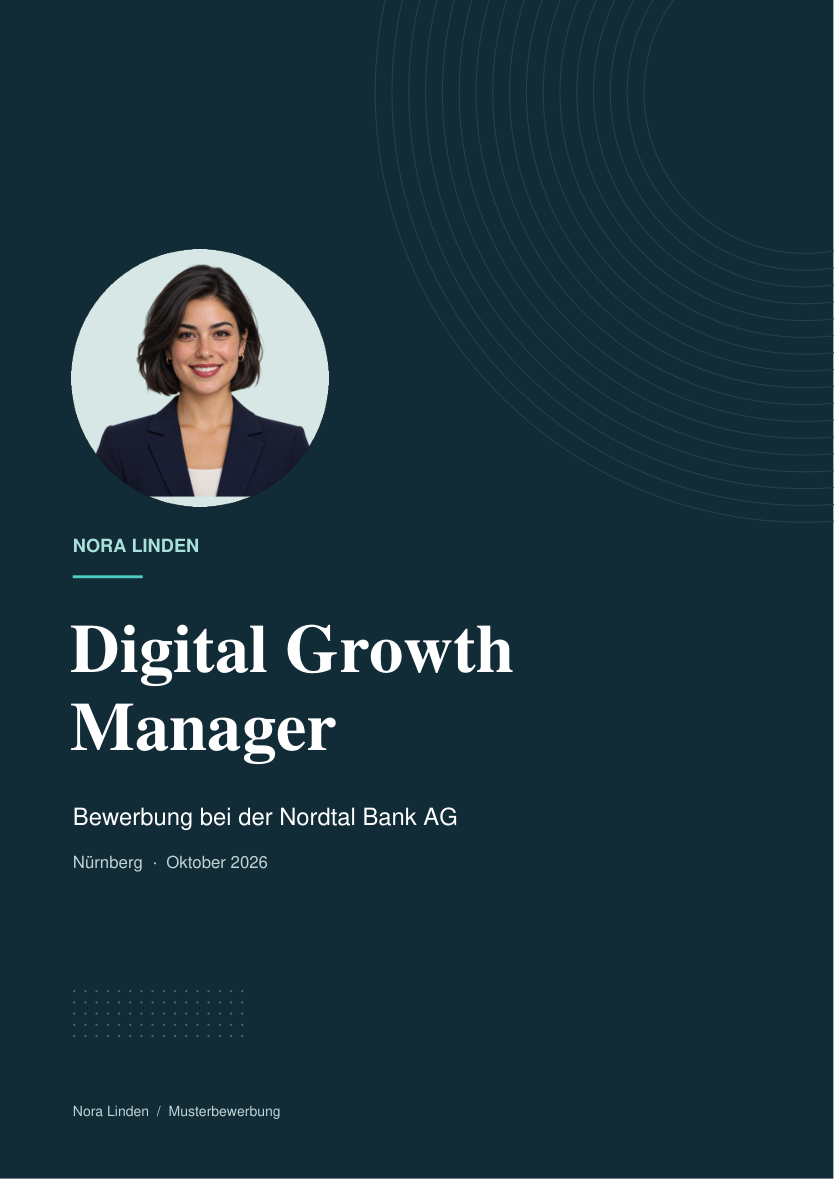 NORA LINDEN
Digital Growth
Manager
Bewerbung bei der Nordtal Bank AG
Nürnberg · Oktober 2026
Nora Linden / Musterbewerbung